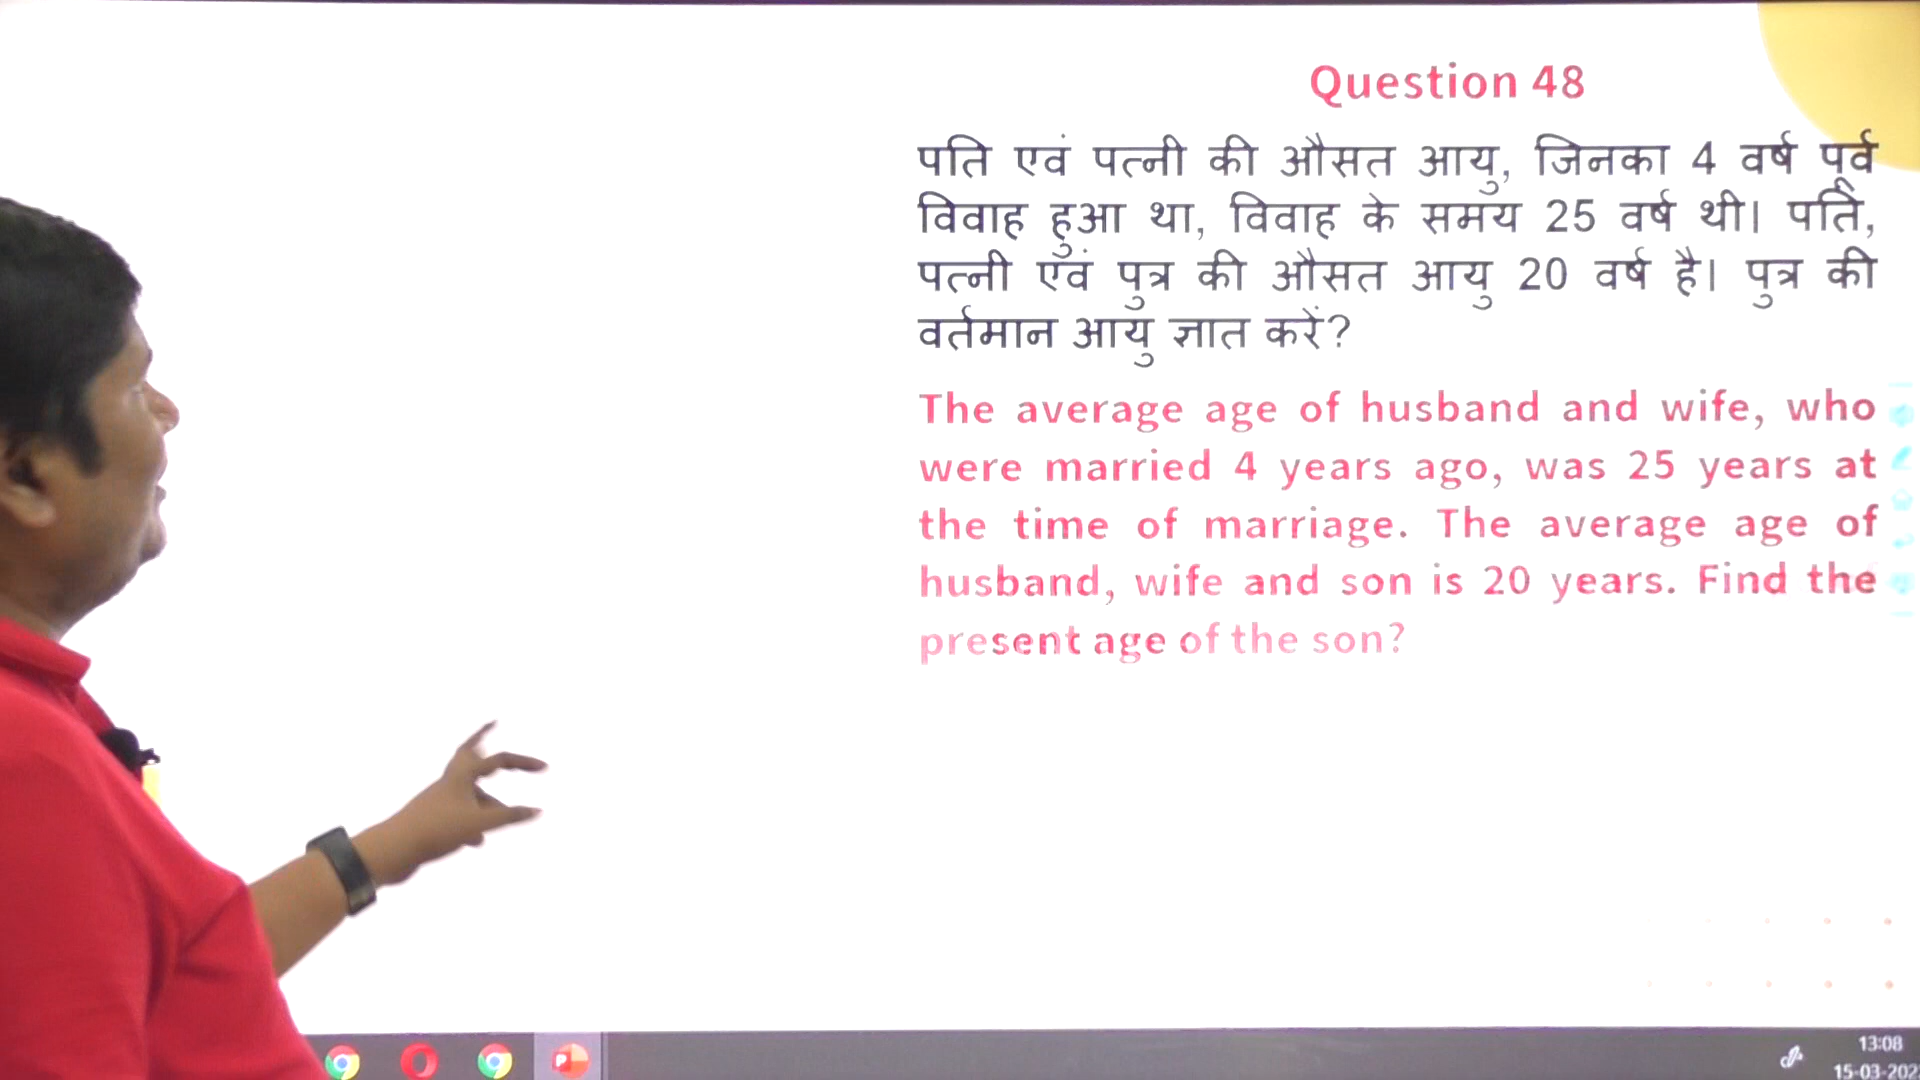 Question 48
पति एवं पत्नी की औसत आयु, जिनका 4 वर्ष पूर्व
विवाह हुआ था, विवाह के समय 25 वर्ष थी। पति,
पत्नी एवं पुत्र की औसत आयु 20 वर्ष है। पुत्र की
वर्तमान आयु ज्ञात करें?
The average age of husband and wife, who
were married 4 years ago, was 25 years at
the time of marriage. The average age of
husband, wife and son is 20 years. Find the
present age of the son?
13:08
15-03-202